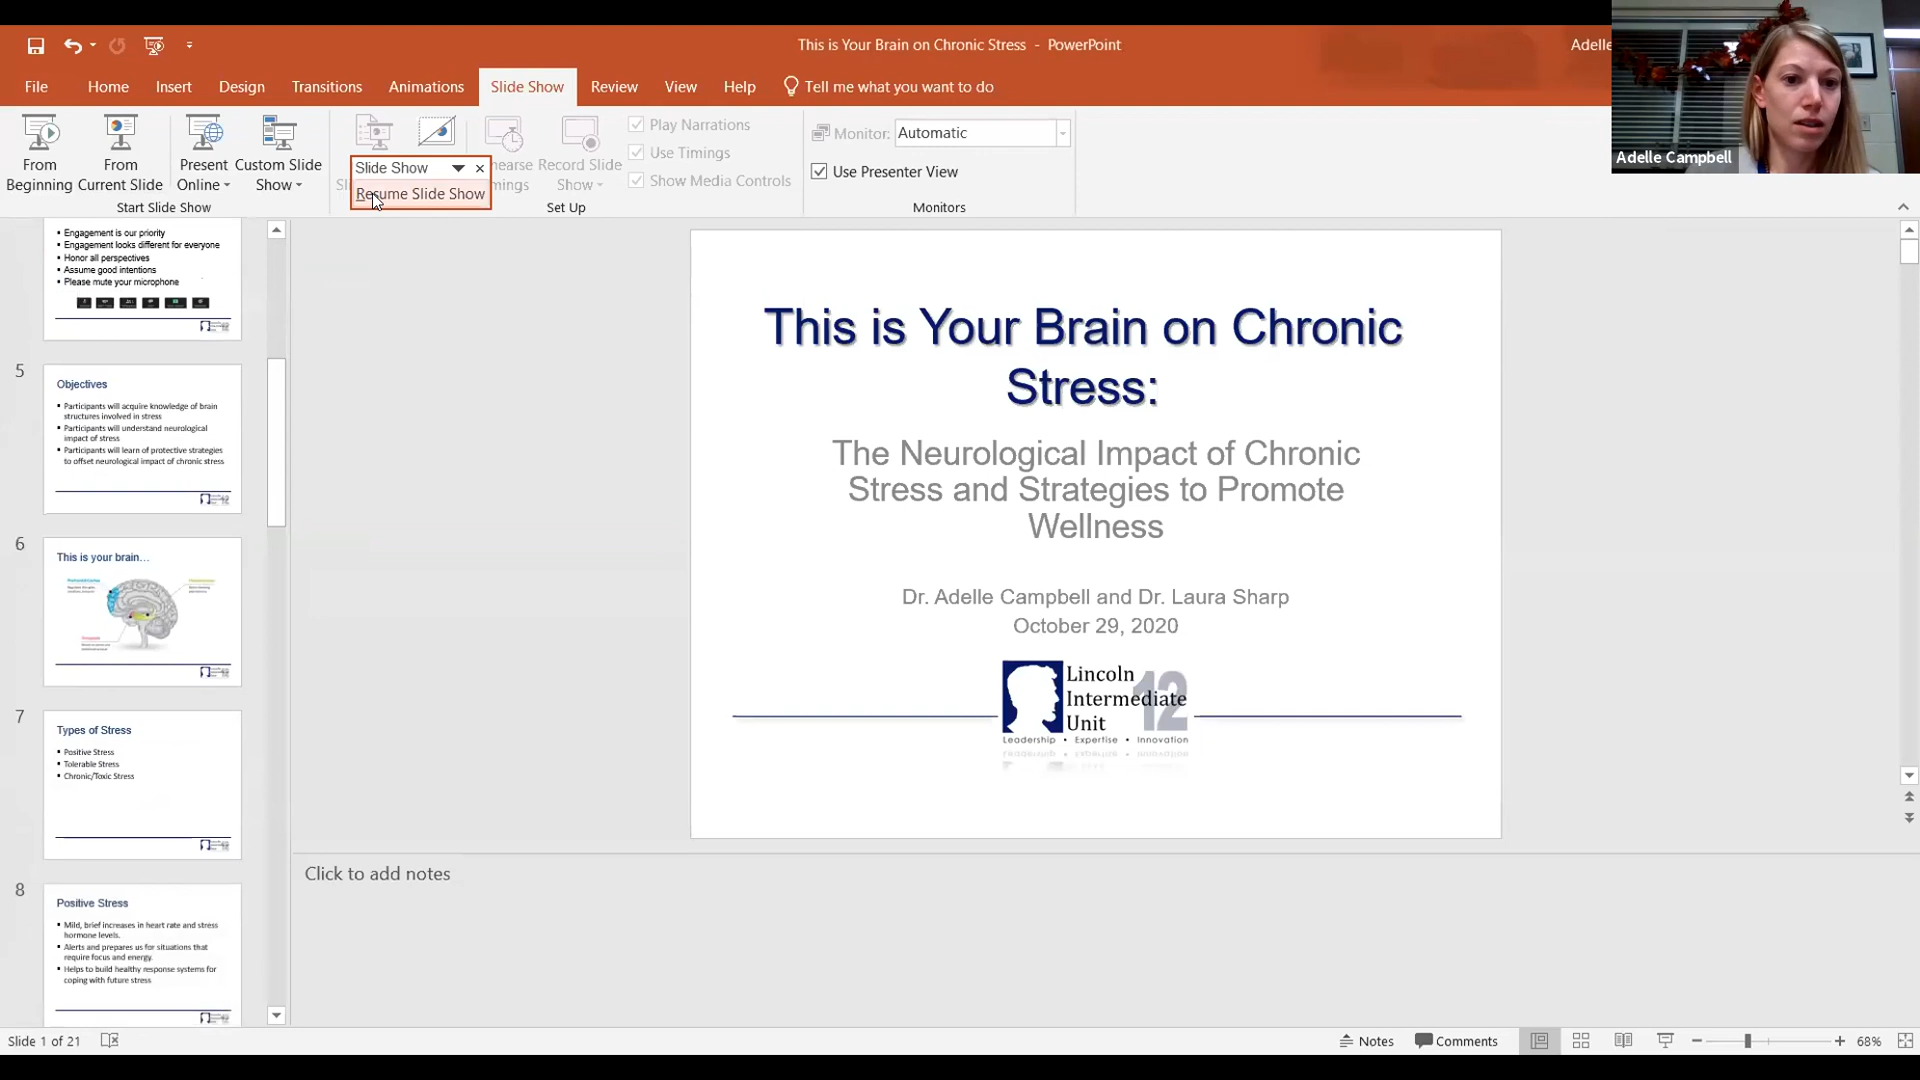 This is Your Brain on Chronic Stress - PowerPoint
Adelle
File Home Insert Design Transitions Animations Slide Show Review View Help Tell me what you want to do
From Beginning
From Current Slide
Present Online
Custom Slide Show
Start Slide Show
Slide Show
Resume Slide Show
Record Slide Show
Play Narrations
Use Timings
Show Media Controls
Set Up
Monitor: Automatic
Use Presenter View
Monitors
Adelle Campbell
▪ Engagement is our priority
▪ Engagement looks different for everyone
▪ Honor all perspectives
▪ Assume good intentions
▪ Please mute your microphone
5
Objectives
▪ Participants will acquire knowledge of brain
structures involved in stress
▪ Participants will understand neurological
impact of stress
▪ Participants will learn of protective strategies
to offset neurological impact of chronic stress
6
This is your brain…
7
Types of Stress
▪ Positive Stress
▪ Tolerable Stress
▪ Chronic/Toxic Stress
8
Positive Stress
▪ Mild, brief increases in heart rate and stress
hormone levels.
▪ Alerts and prepares us for situations that
require focus and energy.
▪ Helps to build healthy response systems for
coping with future stress
This is Your Brain on Chronic
Stress:
The Neurological Impact of Chronic
Stress and Strategies to Promote
Wellness
Dr. Adelle Campbell and Dr. Laura Sharp
October 29, 2020
Lincoln
Intermediate 12
Unit
Leadership • Expertise • Innovation
Click to add notes
Slide 1 of 21
Notes Comments 68%